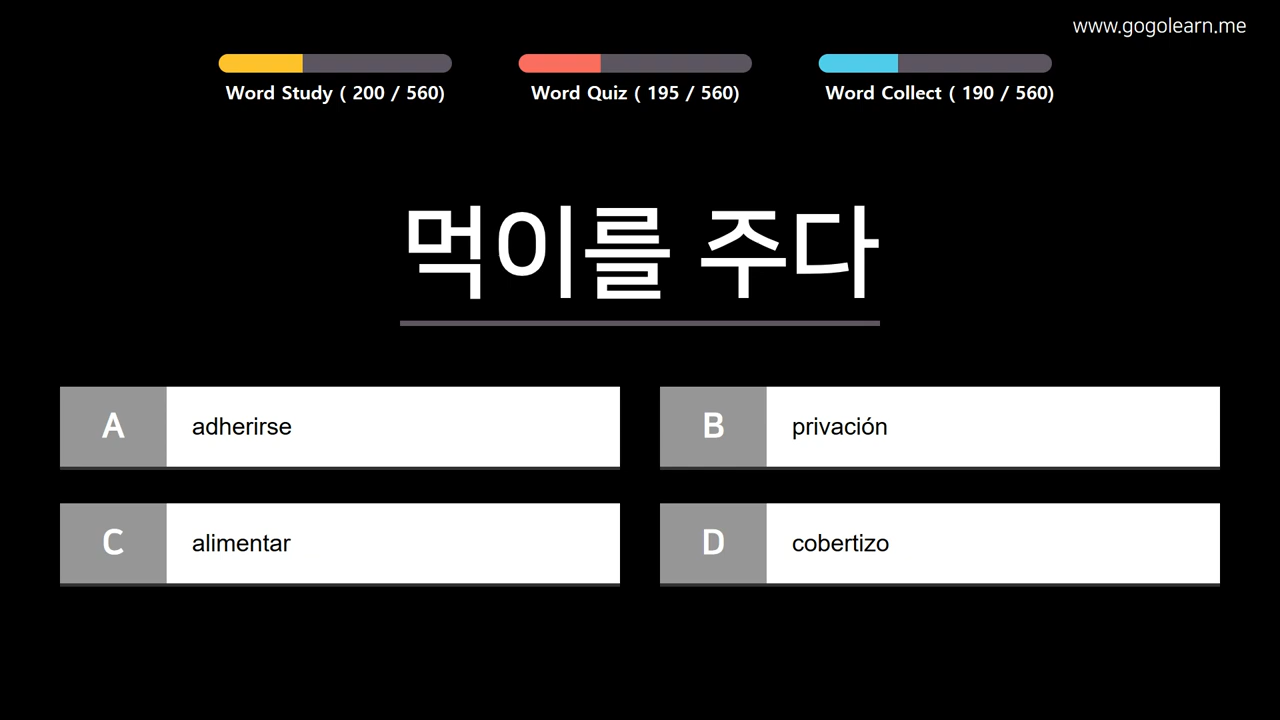 www.gogolearn.me
Word Study ( 200 / 560)
Word Quiz ( 195 / 560)
Word Collect ( 190 / 560)
먹이를 주다
A adherirse
B privación
C alimentar
D cobertizo